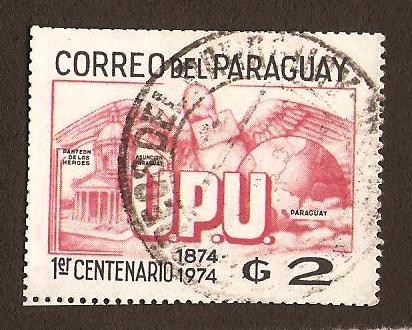 CORREO DEL PARAGUAY
PANTEON
DE LOS
HEROES
ASUNCION
PARAGUAY
.P.U.
PARAGUAY
1er CENTENARIO 1874
1974
₲ 2